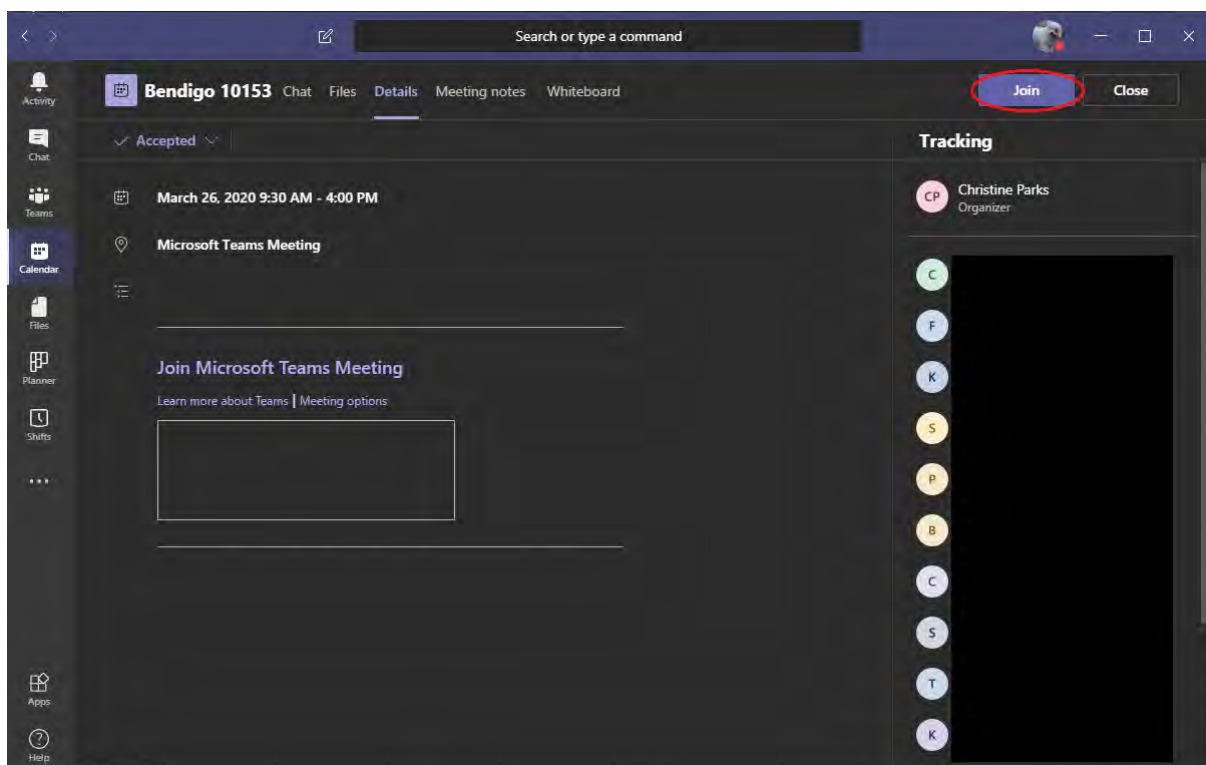 Search or type a command
Activity
Chat
Teams
Calendar
Files
Planner
Shifts
Apps
Help
Bendigo 10153 Chat Files Details Meeting notes Whiteboard
Join Close
Accepted
March 26, 2020 9:30 AM - 4:00 PM
Microsoft Teams Meeting
Join Microsoft Teams Meeting
Learn more about Teams | Meeting options
Tracking
CP Christine Parks
Organizer
C
F
K
S
P
B
C
S
T
K